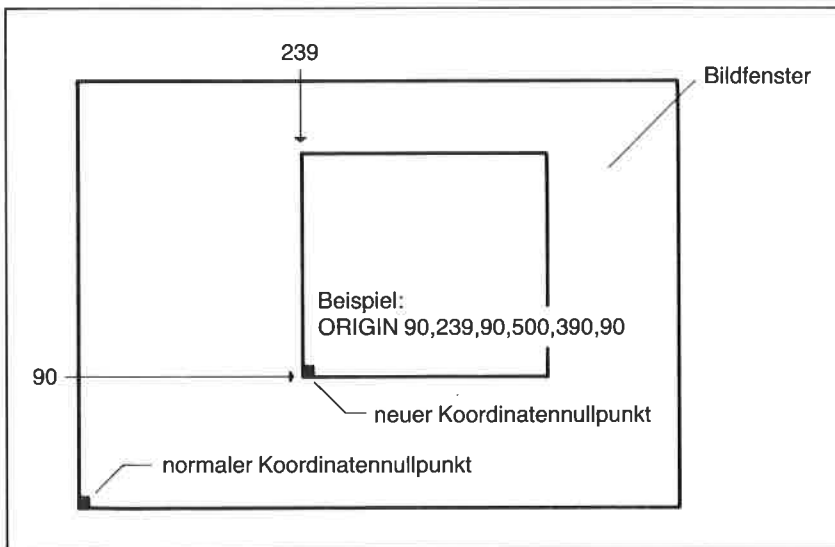 239
Bildfenster
Beispiel:
ORIGIN 90,239,90,500,390,90
90
neuer Koordinatennullpunkt
normaler Koordinatennullpunkt